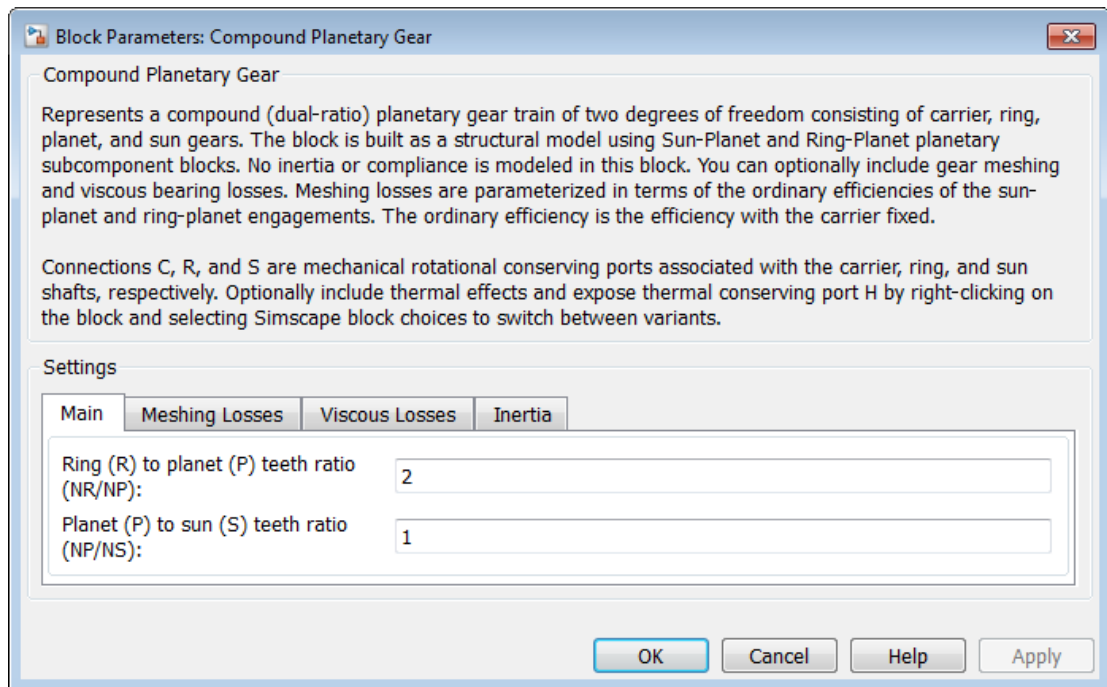 Block Parameters: Compound Planetary Gear
Compound Planetary Gear
Represents a compound (dual-ratio) planetary gear train of two degrees of freedom consisting of carrier, ring,
planet, and sun gears. The block is built as a structural model using Sun-Planet and Ring-Planet planetary
subcomponent blocks. No inertia or compliance is modeled in this block. You can optionally include gear meshing
and viscous bearing losses. Meshing losses are parameterized in terms of the ordinary efficiencies of the sun-
planet and ring-planet engagements. The ordinary efficiency is the efficiency with the carrier fixed.
Connections C, R, and S are mechanical rotational conserving ports associated with the carrier, ring, and sun
shafts, respectively. Optionally include thermal effects and expose thermal conserving port H by right-clicking on
the block and selecting Simscape block choices to switch between variants.
Settings
Main Meshing Losses Viscous Losses Inertia
Ring (R) to planet (P) teeth ratio
(NR/NP):
2
Planet (P) to sun (S) teeth ratio
(NP/NS):
1
OK Cancel Help Apply